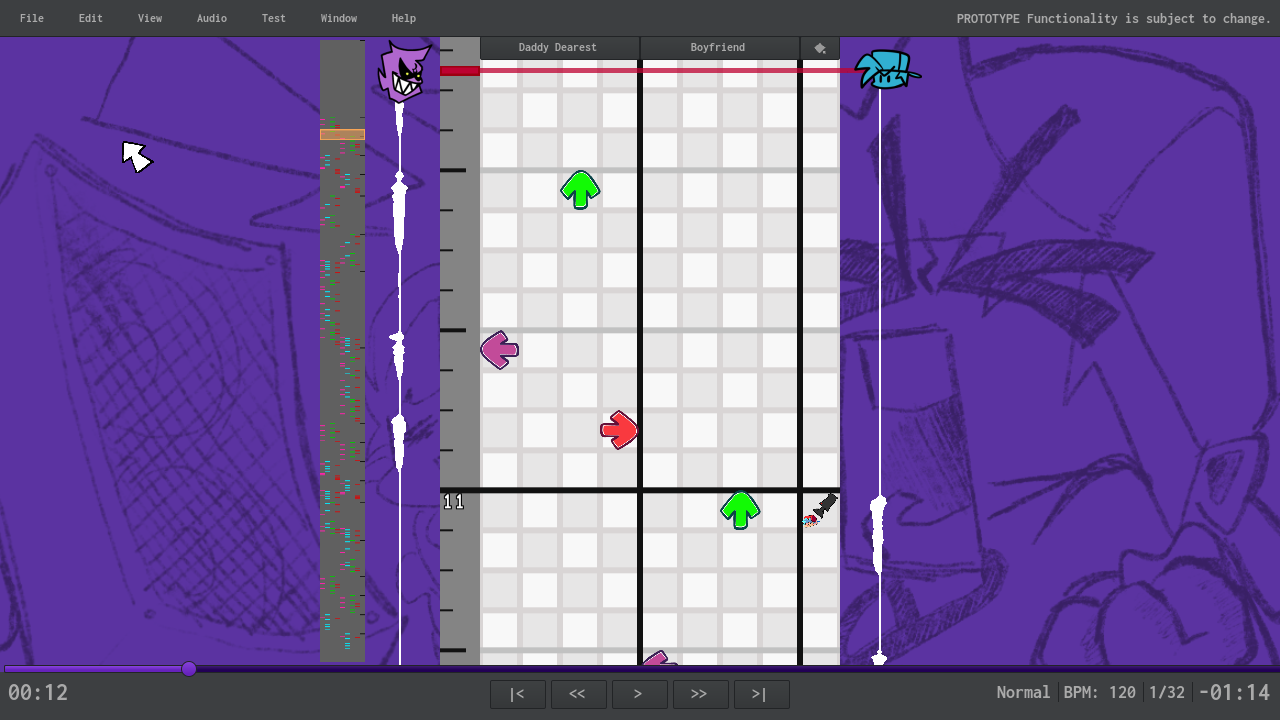 File Edit View Audio Test Window Help PROTOTYPE Functionality is subject to change.
Daddy Dearest Boyfriend
11
00:12 |< << > >> >| Normal BPM: 120 1/32 -01:14